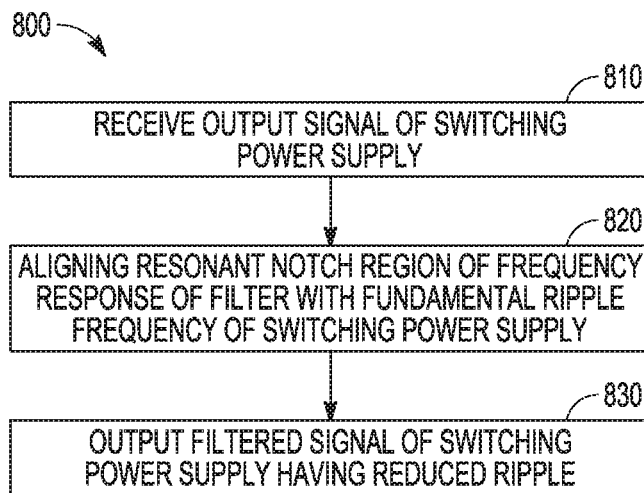 800
810
RECEIVE OUTPUT SIGNAL OF SWITCHING
POWER SUPPLY
820
ALIGNING RESONANT NOTCH REGION OF FREQUENCY
RESPONSE OF FILTER WITH FUNDAMENTAL RIPPLE
FREQUENCY OF SWITCHING POWER SUPPLY
830
OUTPUT FILTERED SIGNAL OF SWITCHING
POWER SUPPLY HAVING REDUCED RIPPLE